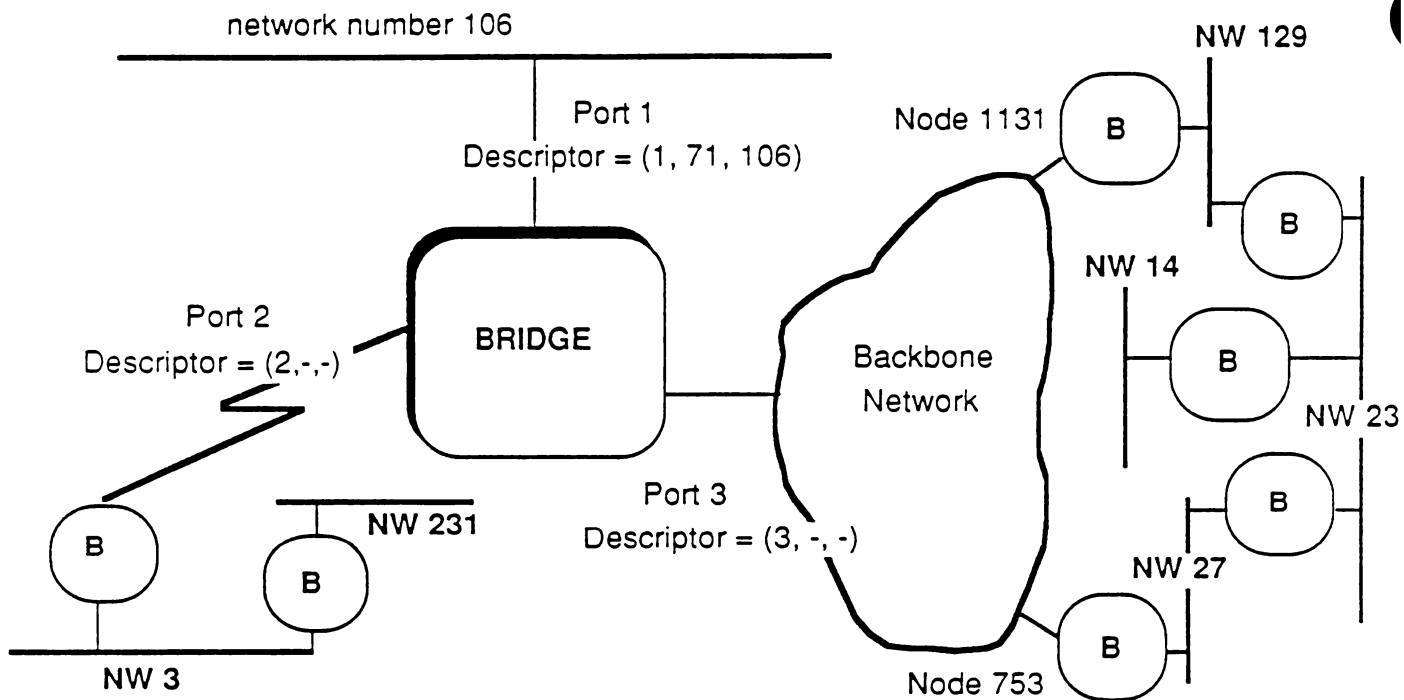 network number 106
Port 1
Descriptor = (1, 71, 106)
NW 129
Node 1131
B
B
NW 14
Port 2
Descriptor = (2,-,-)
BRIDGE
Backbone
Network
B
NW 23
Port 3
Descriptor = (3, -, -)
B
NW 231
B
B
NW 27
NW 3
Node 753
B